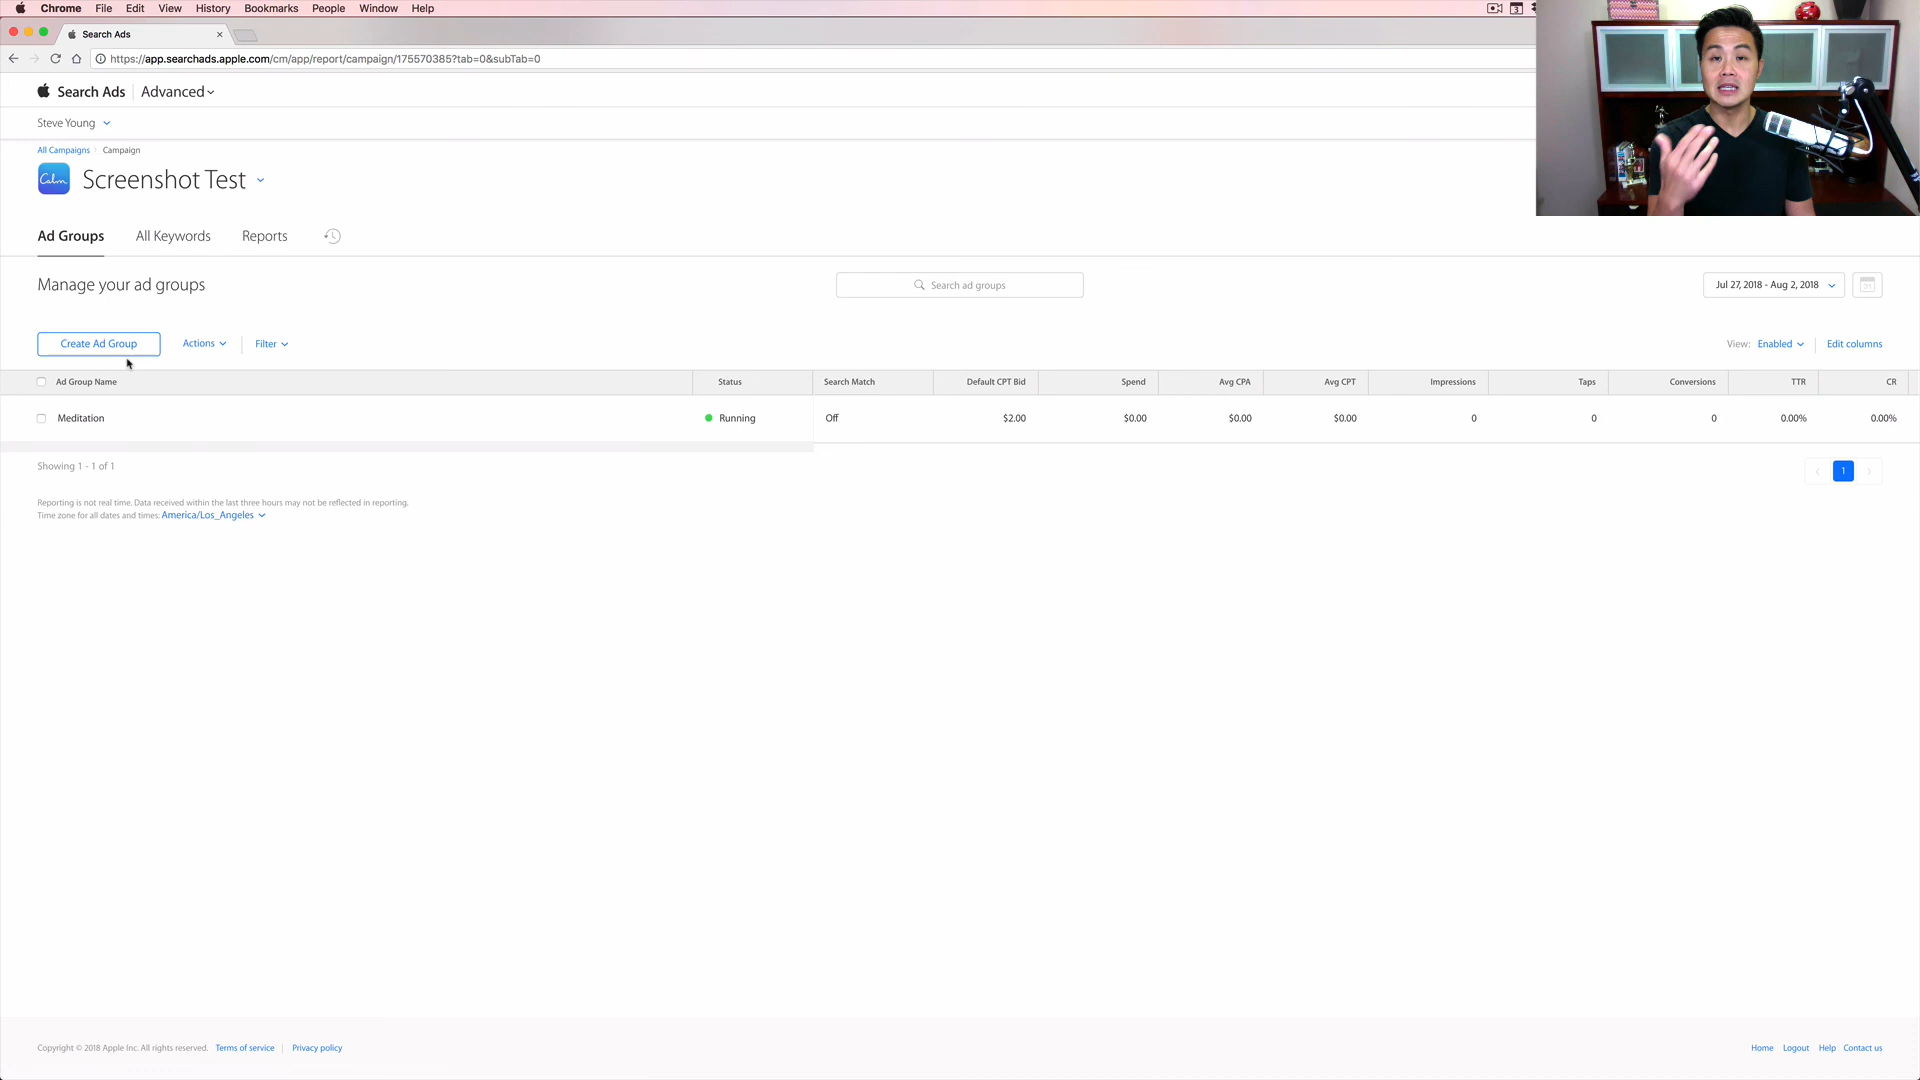 Chrome File Edit View History Bookmarks People Window Help
3
Search Ads
https://app.searchads.apple.com/cm/app/report/campaign/175570385?tab=0&subTab=0
Search Ads Advanced
Steve Young
All Campaigns Campaign
Calm Screenshot Test
Ad Groups All Keywords Reports
Manage your ad groups Search ad groups Jul 27, 2018 - Aug 2, 2018 31
Create Ad Group Actions Filter View: Enabled Edit columns
Ad Group Name Status Search Match Default CPT Bid Spend Avg CPA Avg CPT Impressions Taps Conversions TTR CR
Meditation Running Off $2.00 $0.00 $0.00 $0.00 0 0 0 0.00% 0.00%
Showing 1 - 1 of 1 1
Reporting is not real time. Data received within the last three hours may not be reflected in reporting.
Time zone for all dates and times: America/Los_Angeles
Copyright © 2018 Apple Inc. All rights reserved. Terms of service Privacy policy Home Logout Help Contact us